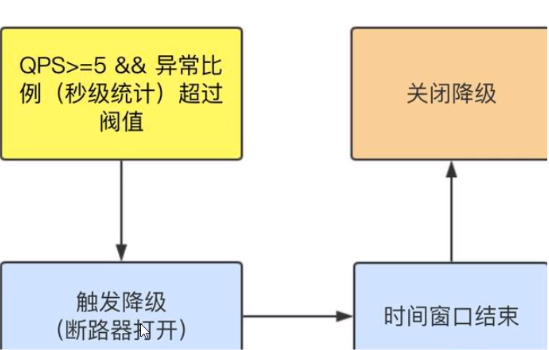 QPS>=5 && 异常比
例（秒级统计）超过
阀值
关闭降级
触发降级
（断路器打开）
时间窗口结束